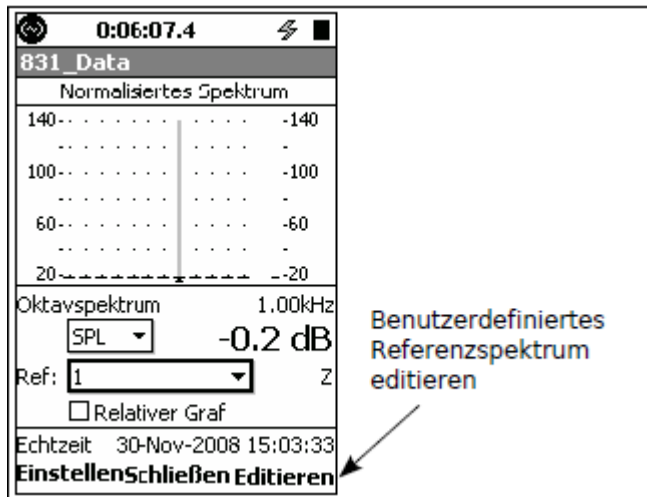 0:06:07.4
831_Data
Normalisiertes Spektrum
140 -140
100 -100
60 -60
20 -20
Oktavspektrum 1.00kHz
SPL -0.2 dB
Ref: 1 Z
Relativer Graf
Echtzeit 30-Nov-2008 15:03:33
Einstellen Schließen Editieren
Benutzerdefiniertes
Referenzspektrum
editieren